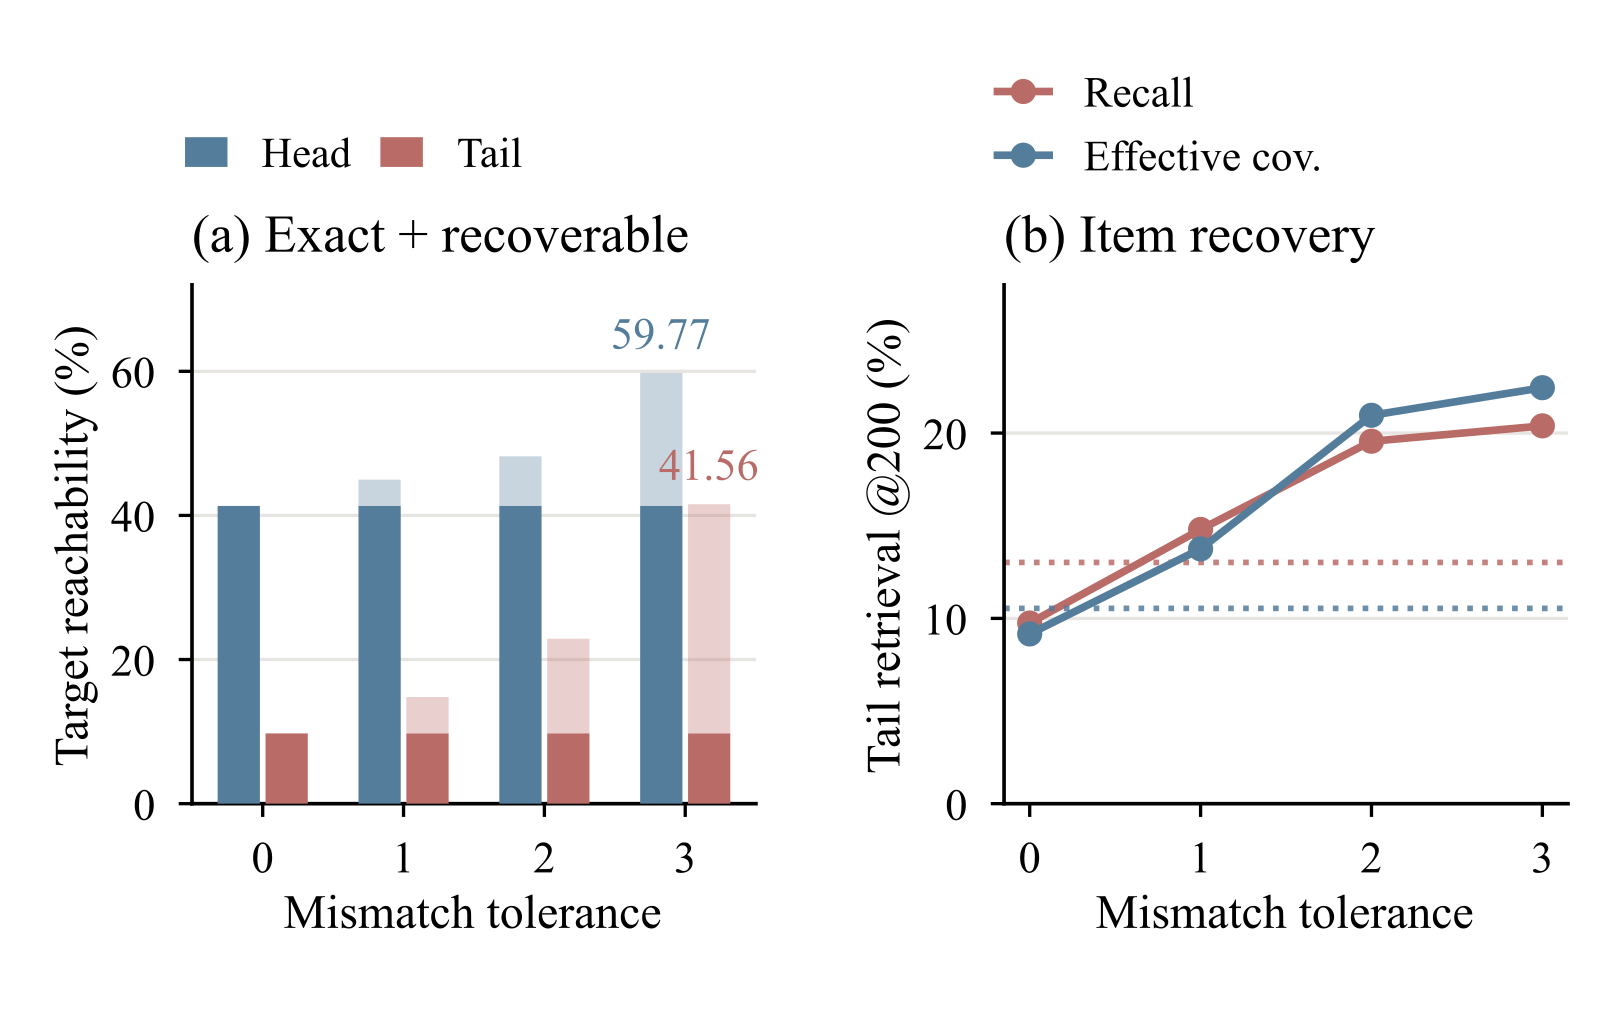 Head
Tail
(a) Exact + recoverable
Target reachability (%)
60
40
20
0
59.77
41.56
0 1 2 3
Mismatch tolerance
Recall
Effective cov.
(b) Item recovery
Tail retrieval @200 (%)
20
10
0
0 1 2 3
Mismatch tolerance